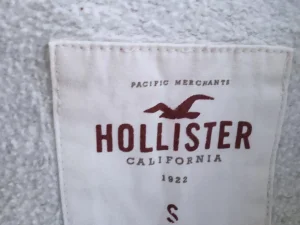 PACIFIC MERCHANTS
HOLLISTER
CALIFORNIA
1922
S